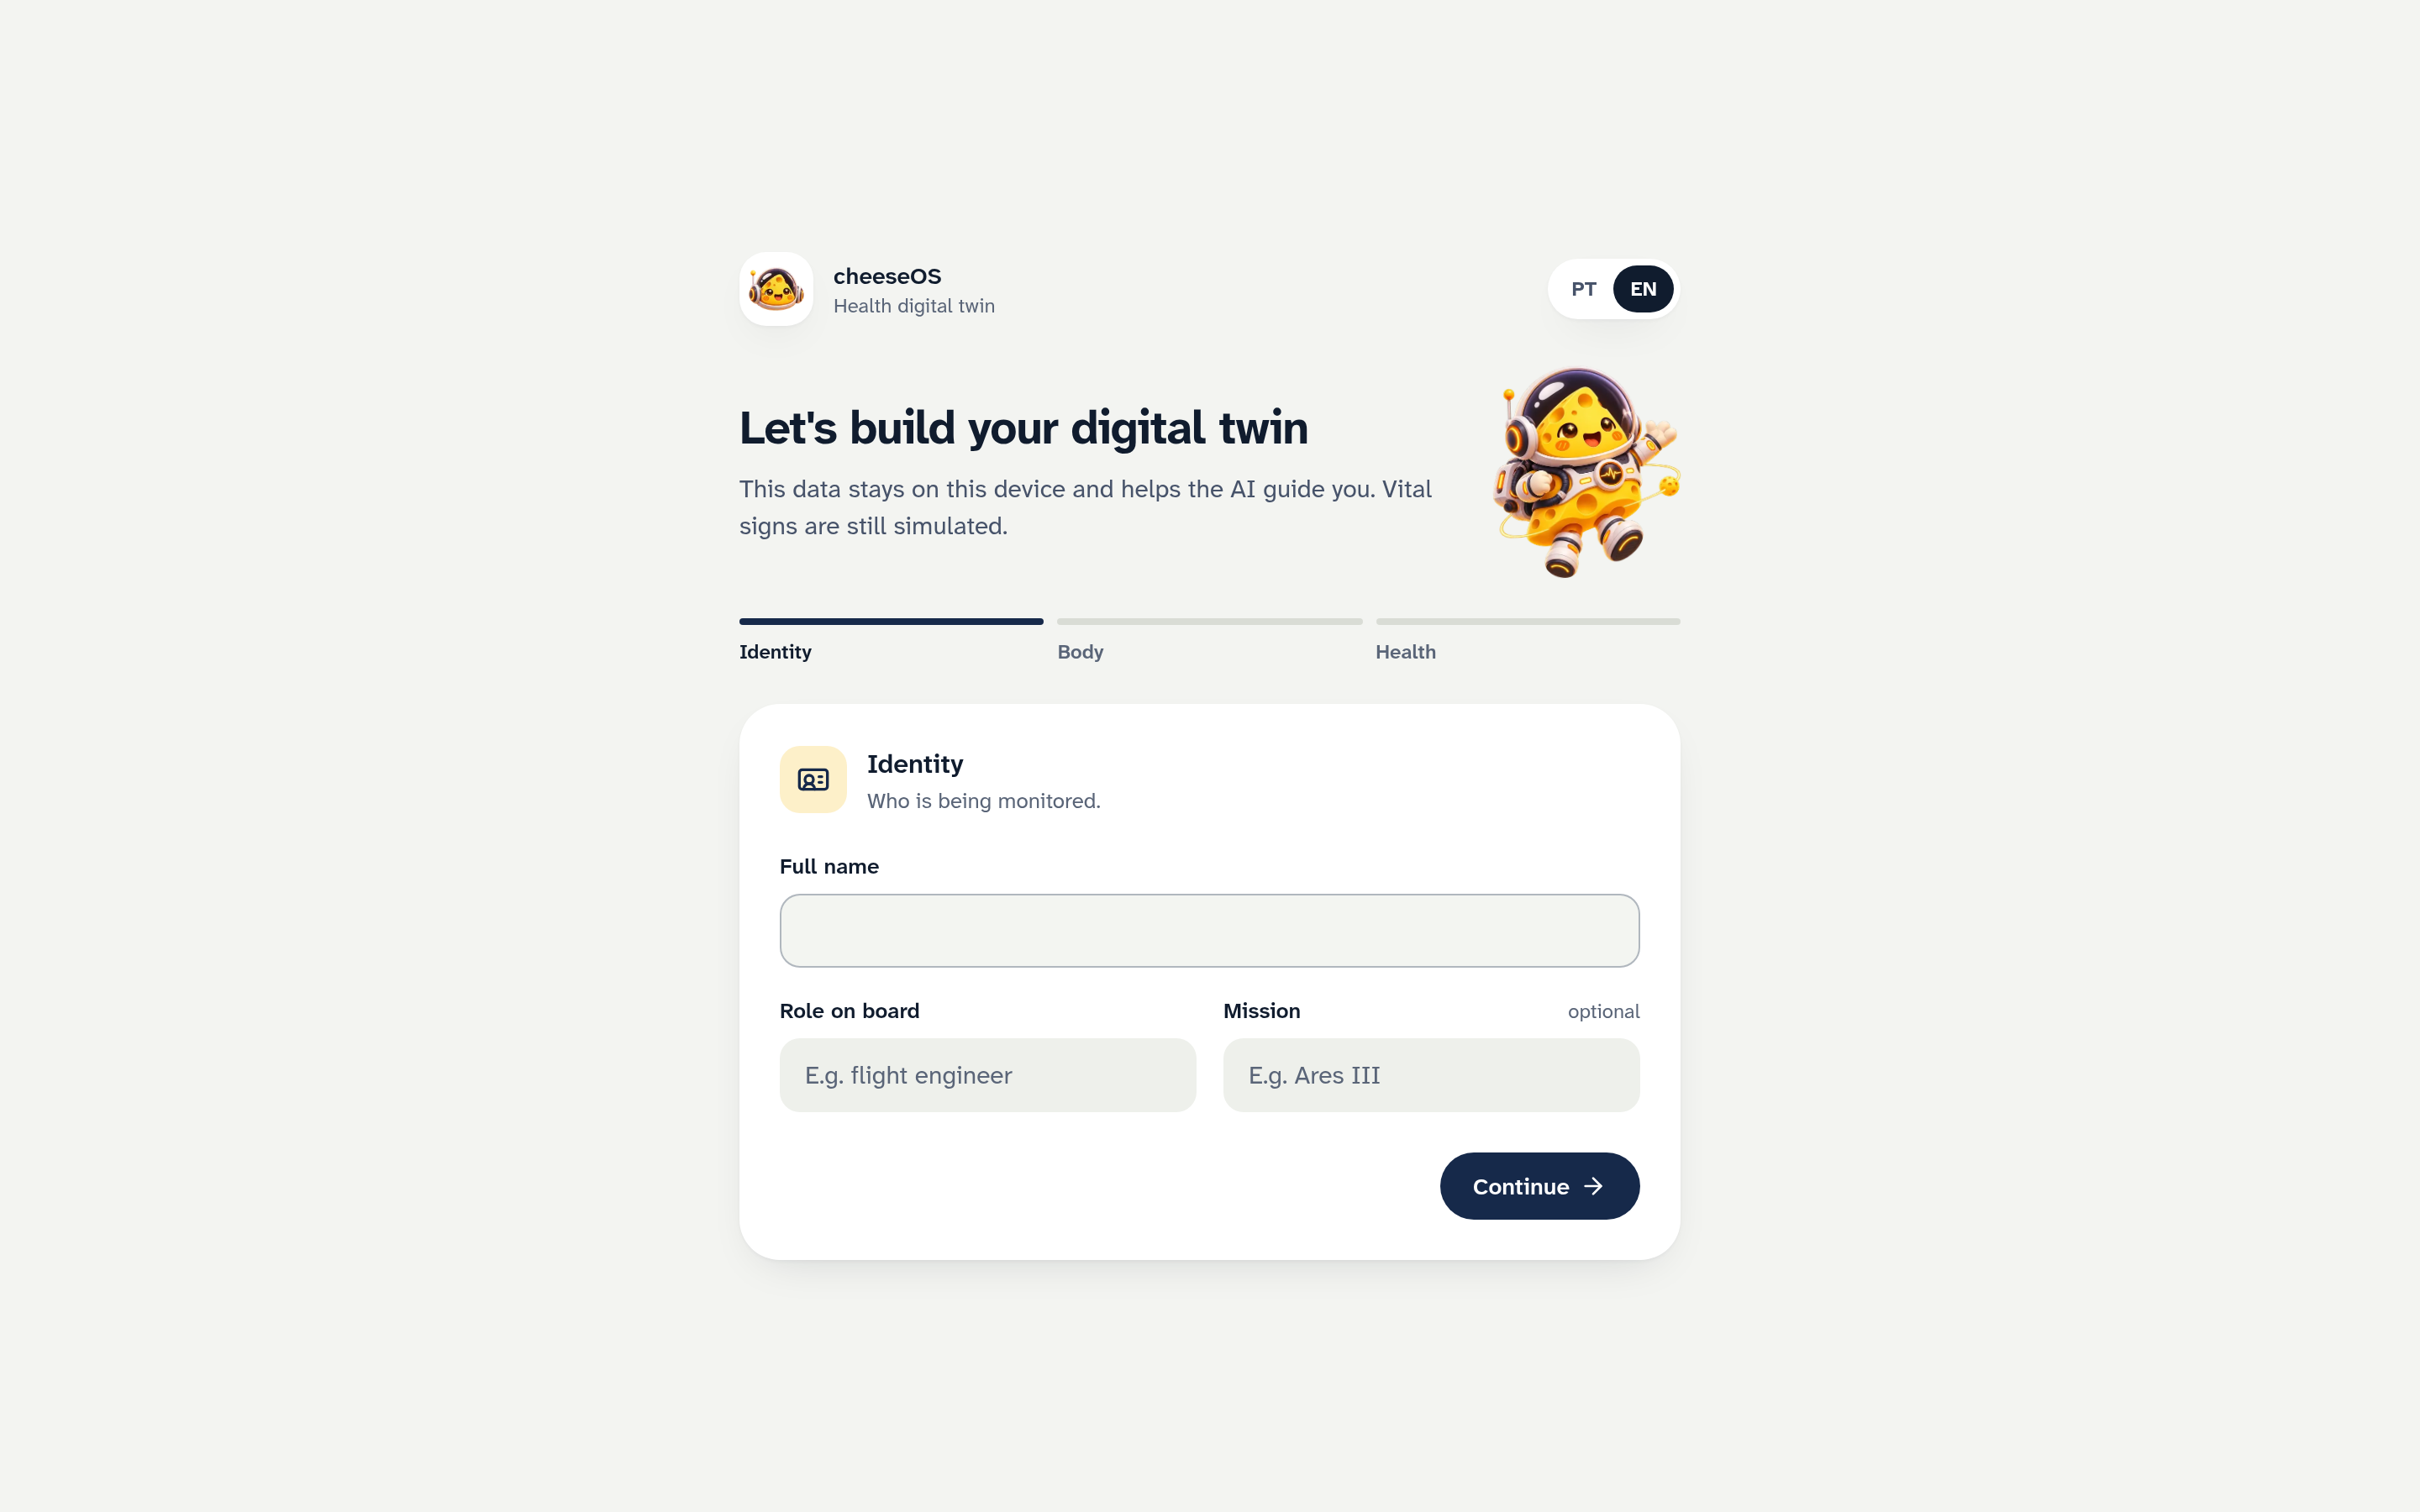 cheeseOS
Health digital twin
PT EN
Let's build your digital twin
This data stays on this device and helps the AI guide you. Vital
signs are still simulated.
Identity Body Health
Identity
Who is being monitored.
Full name
Role on board Mission optional
E.g. flight engineer E.g. Ares III
Continue